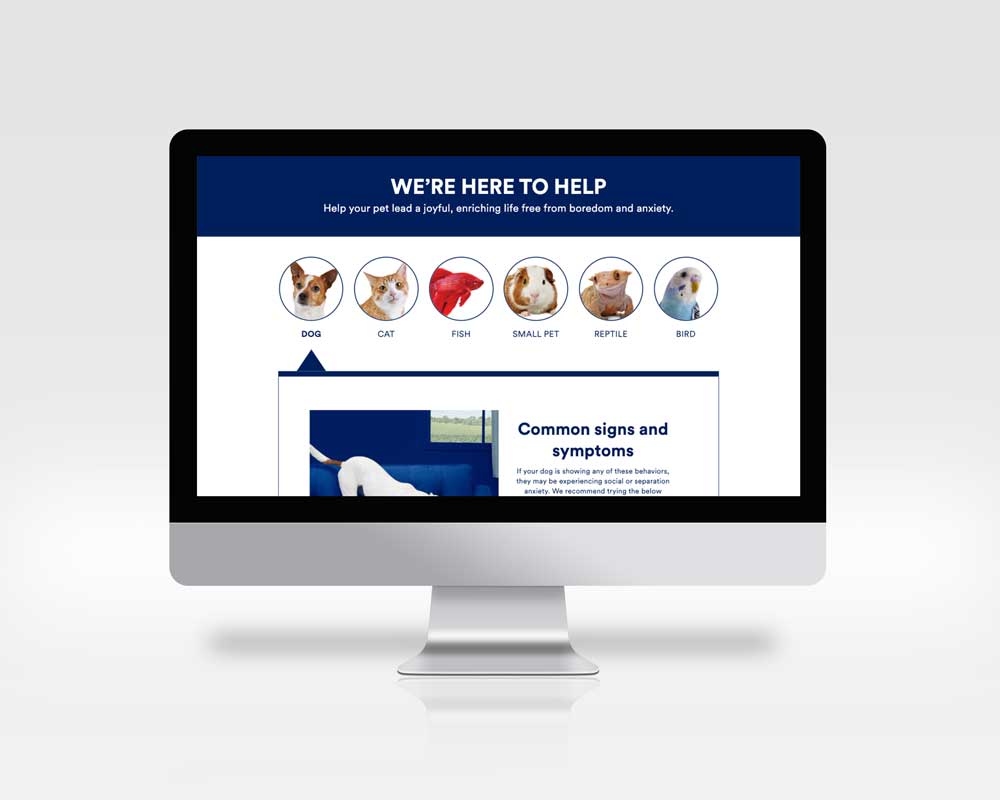 WE’RE HERE TO HELP
Help your pet lead a joyful, enriching life free from boredom and anxiety.
DOG
CAT
FISH
SMALL PET
REPTILE
BIRD
Common signs and
symptoms
If your dog is showing any of these behaviors,
they may be experiencing social or separation
anxiety. We recommend trying the below